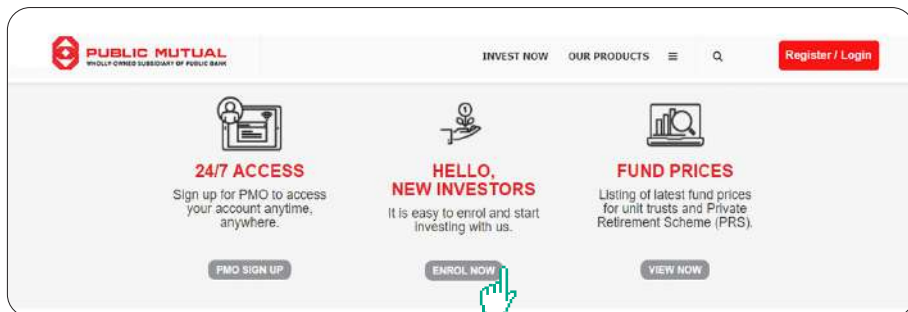 PUBLIC MUTUAL
WHOLLY-OWNED SUBSIDIARY OF PUBLIC BANK
INVEST NOW OUR PRODUCTS
Register / Login
1
24/7 ACCESS
Sign up for PMO to access
your account anytime,
anywhere.
PMO SIGN UP
HELLO,
NEW INVESTORS
It is easy to enrol and start
investing with us.
ENROL NOW
FUND PRICES
Listing of latest fund prices
for unit trusts and Private
Retirement Scheme (PRS).
VIEW NOW